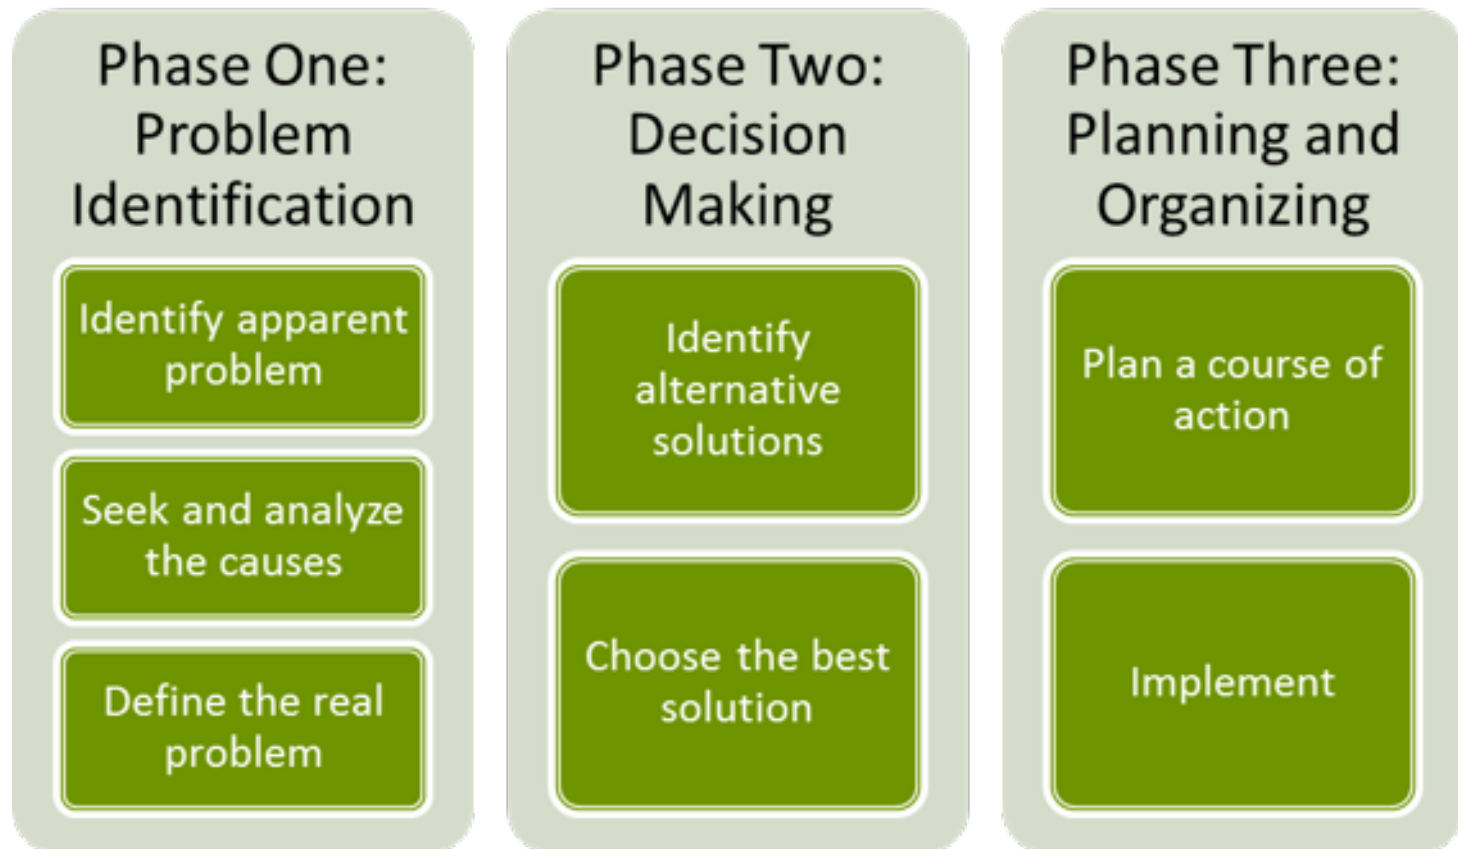 Phase One:
Problem
Identification
Identify apparent
problem
Seek and analyze
the causes
Define the real
problem
Phase Two:
Decision
Making
Identify
alternative
solutions
Choose the best
solution
Phase Three:
Planning and
Organizing
Plan a course of
action
Implement